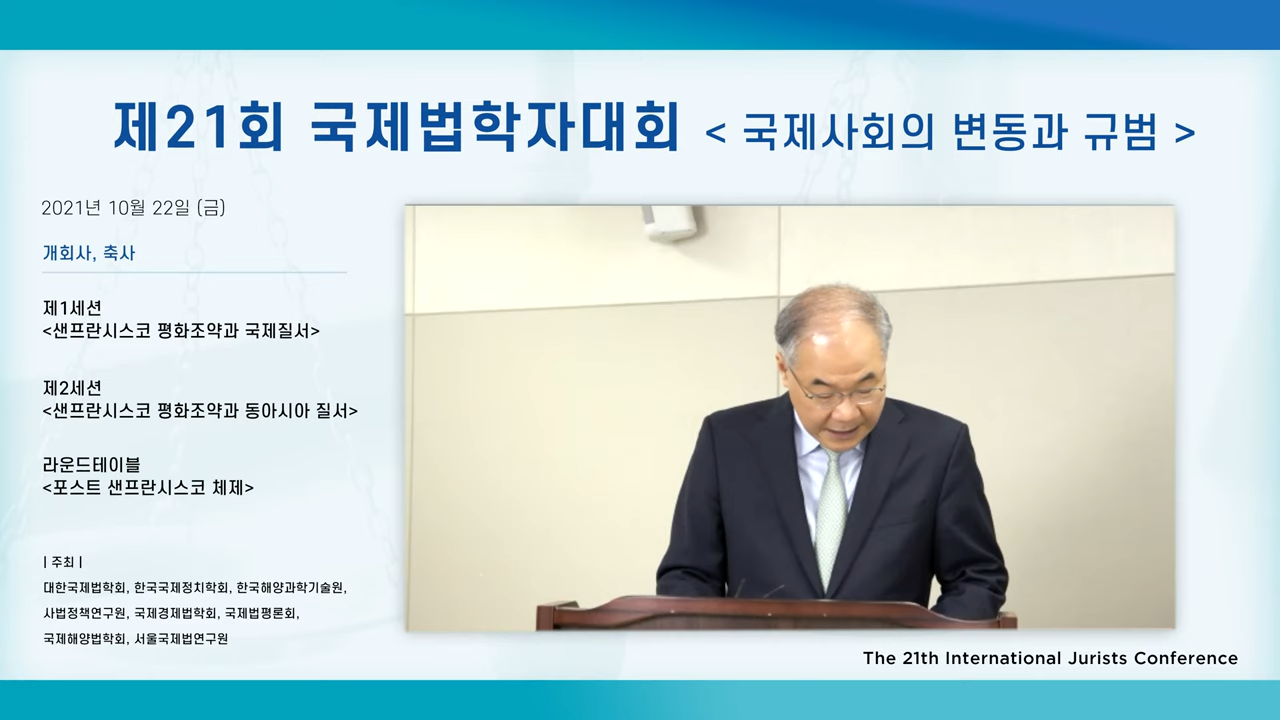 제21회 국제법학자대회 < 국제사회의 변동과 규범 >
2021년 10월 22일 (금)
개회사, 축사
제1세션
<샌프란시스코 평화조약과 국제질서>
제2세션
<샌프란시스코 평화조약과 동아시아 질서>
라운드테이블
<포스트 샌프란시스코 체제>
| 주최 |
대한국제법학회, 한국국제정치학회, 한국해양과학기술원,
사법정책연구원, 국제경제법학회, 국제법평론회,
국제해양법학회, 서울국제법연구원
The 21th International Jurists Conference